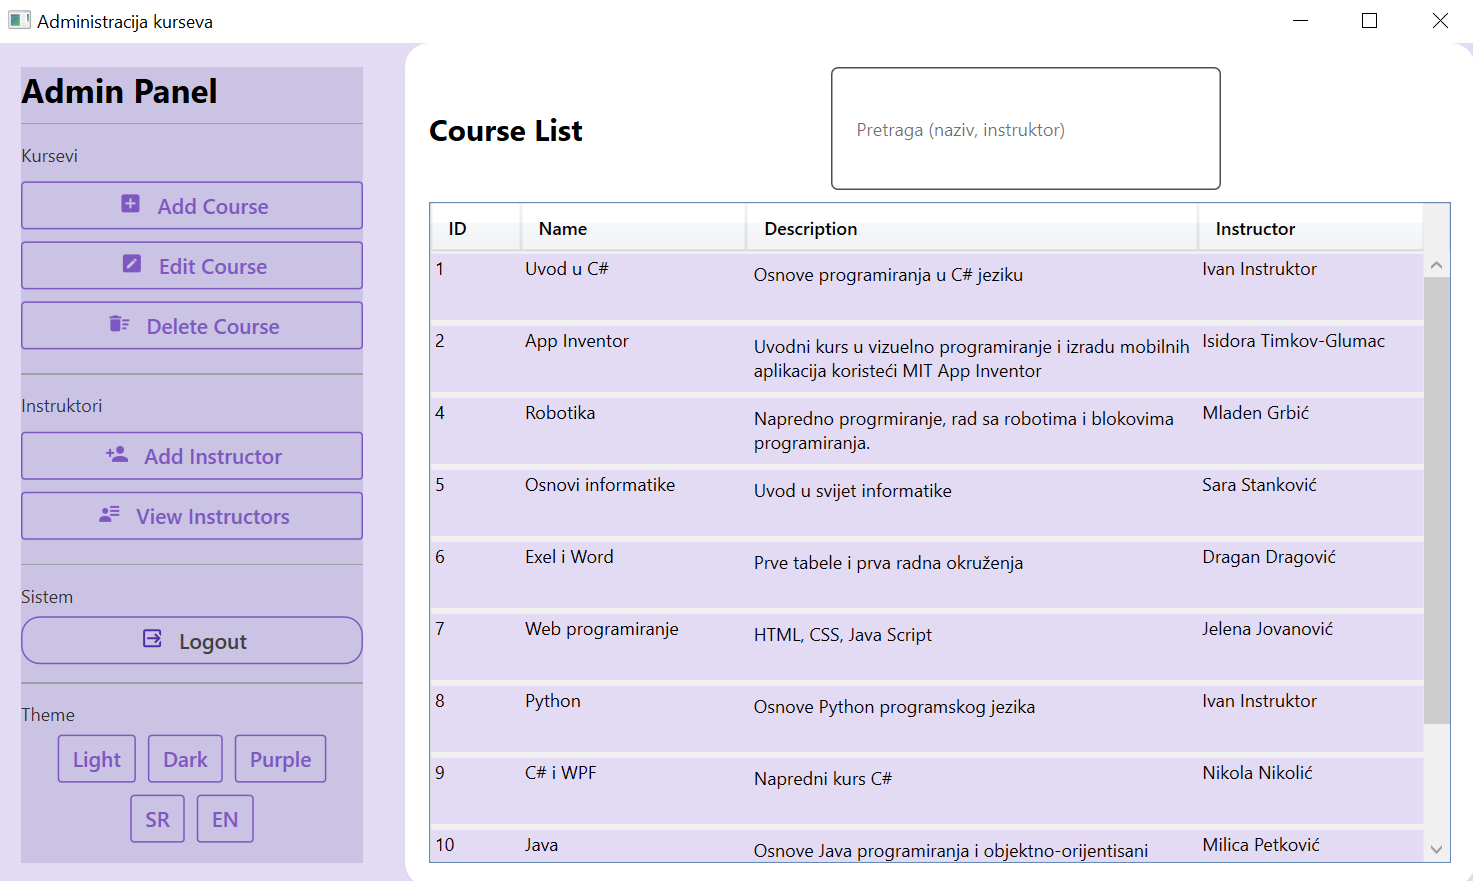 Administracija kurseva
Admin Panel
Kursevi
Add Course
Edit Course
Delete Course
Instruktori
Add Instructor
View Instructors
Sistem
Logout
Theme
Light Dark Purple
SR EN
Course List
Pretraga (naziv, instruktor)
ID Name Description Instructor
1 Uvod u C# Osnove programiranja u C# jeziku Ivan Instruktor
2 App Inventor Uvodni kurs u vizuelno programiranje i izradu mobilnih Isidora Timkov-Glumac
aplikacija koristeći MIT App Inventor
4 Robotika Napredno progrmiranje, rad sa robotima i blokovima Mladen Grbić
programiranja.
5 Osnovi informatike Uvod u svijet informatike Sara Stanković
6 Exel i Word Prve tabele i prva radna okruženja Dragan Dragović
7 Web programiranje HTML, CSS, Java Script Jelena Jovanović
8 Python Osnove Python programskog jezika Ivan Instruktor
9 C# i WPF Napredni kurs C# Nikola Nikolić
10 Java Osnove Java programiranja i objektno-orijentisani Milica Petković